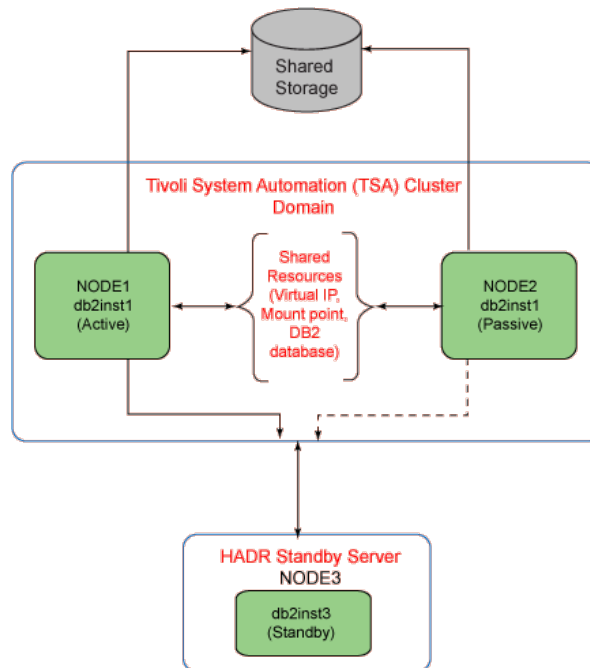 Shared
Storage
Tivoli System Automation (TSA) Cluster
Domain
NODE1
db2inst1
(Active)
Shared
Resources
(Virtual IP,
Mount point,
DB2
database)
NODE2
db2inst1
(Passive)
HADR Standby Server
NODE3
db2inst3
(Standby)